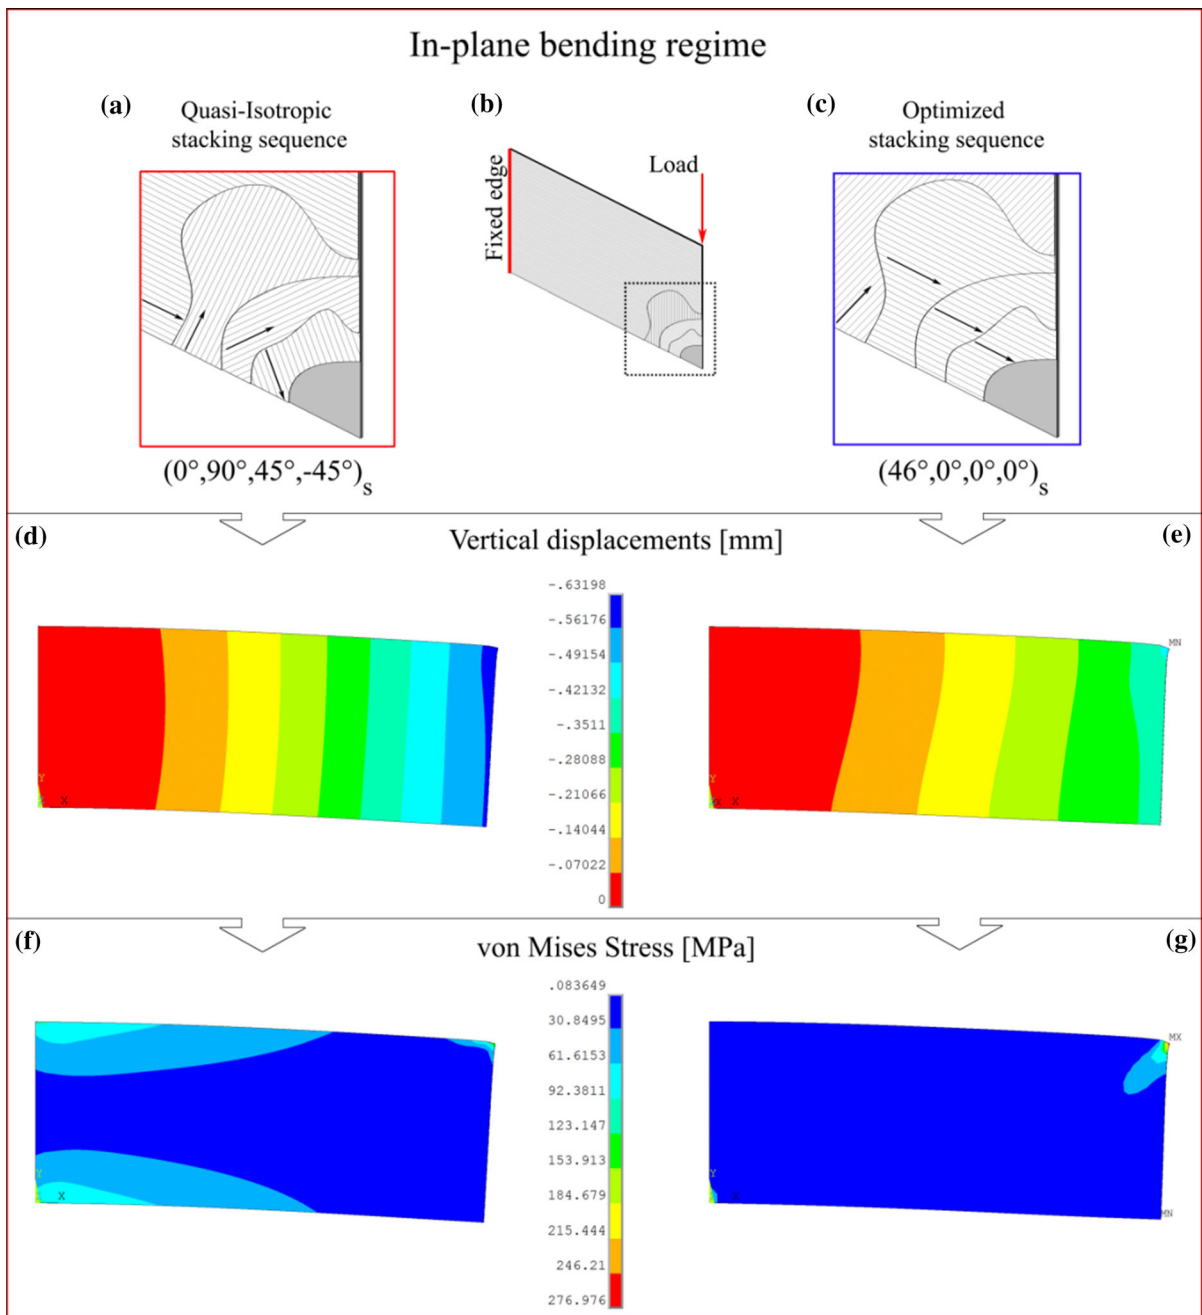 In-plane bending regime
(a)
Quasi-Isotropic
stacking sequence
(b)
Fixed edge
Load
(c)
Optimized
stacking sequence
(0°,90°,45°,-45°)s
(46°,0°,0°,0°)s
(d)
Vertical displacements [mm]
(e)
-.63198
-.56176
-.49154
-.42132
-.3511
-.28088
-.21066
-.14044
-.07022
0
Y
X
MN
Y
X
(f)
von Mises Stress [MPa]
(g)
.083649
30.8495
61.6153
92.3811
123.147
153.913
184.679
215.444
246.21
276.976
Y
X
MX
Y
X
MN